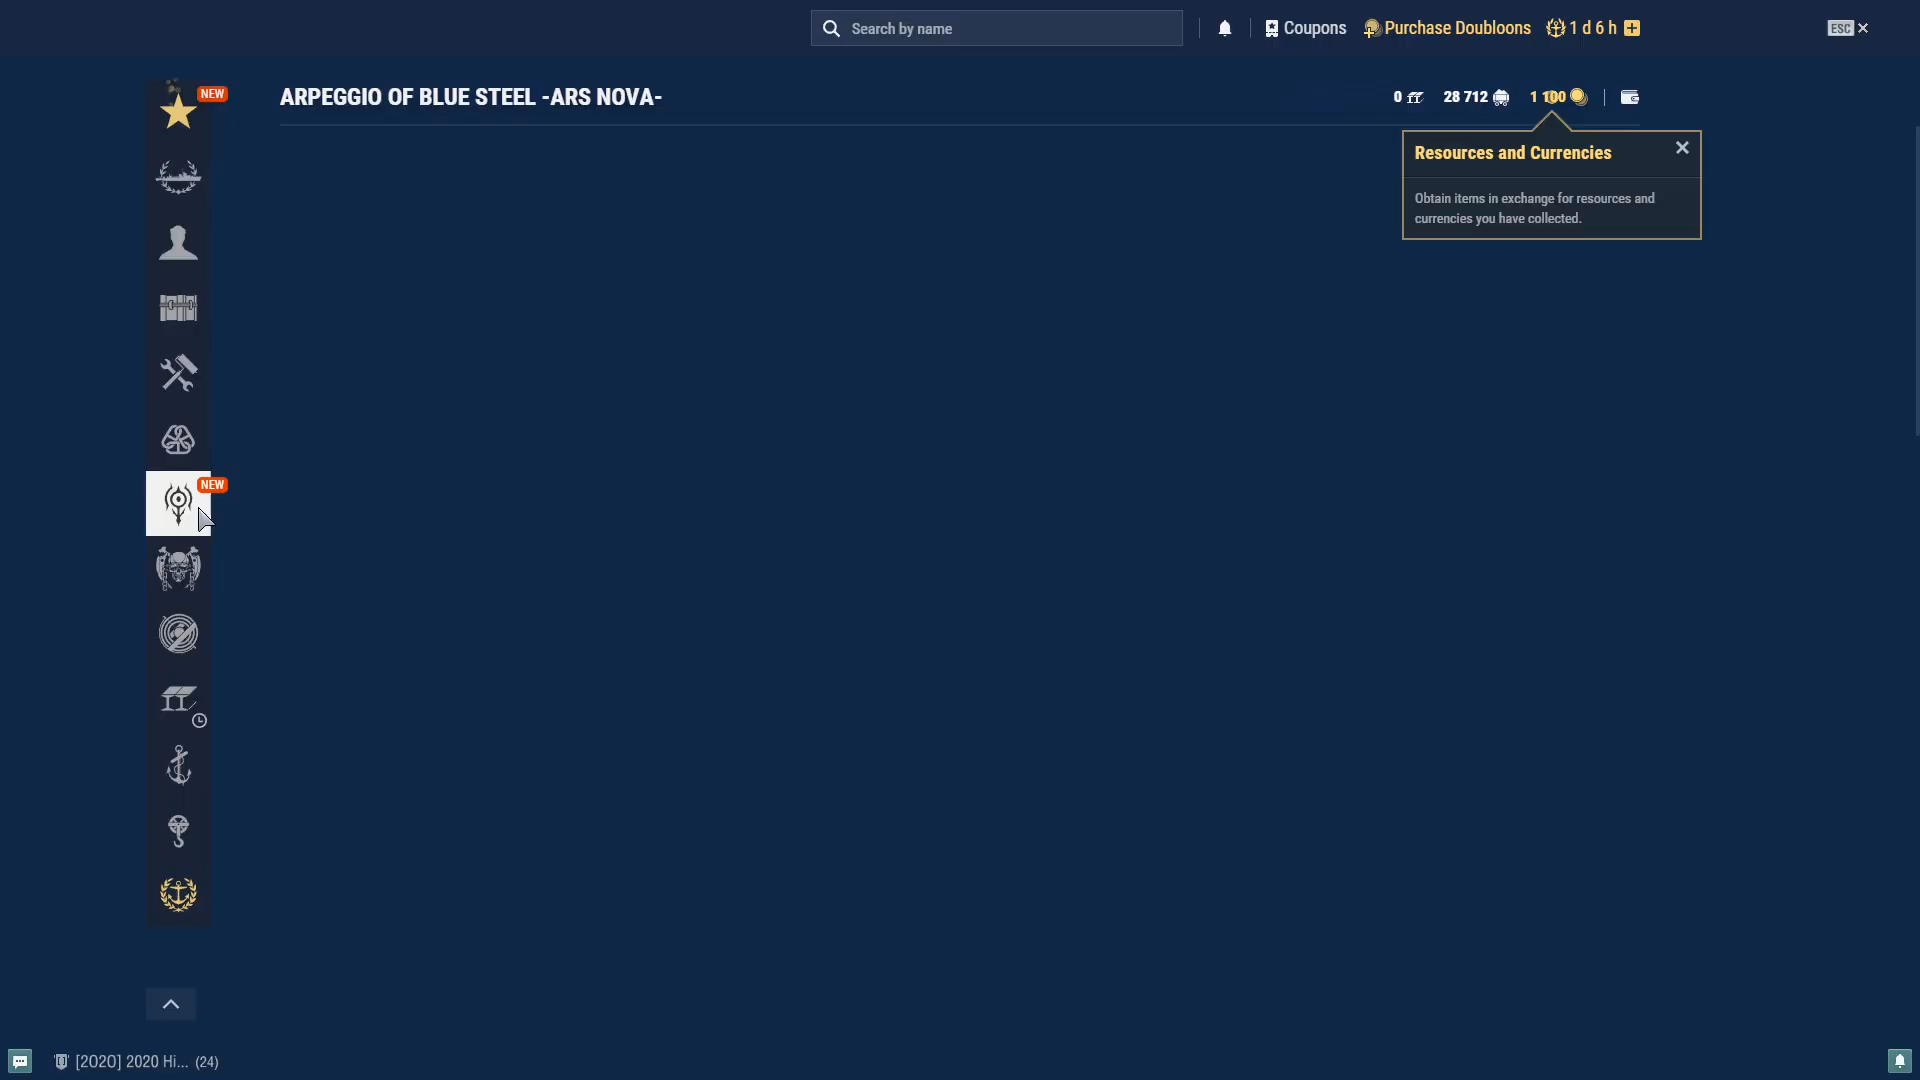 Search by name
Coupons
Purchase Doubloons
1 d 6 h
ESC
NEW
ARPEGGIO OF BLUE STEEL -ARS NOVA-
0
28 712
1 100
Resources and Currencies
Obtain items in exchange for resources and
currencies you have collected.
NEW
[2O2O] 2020 Hi... (24)